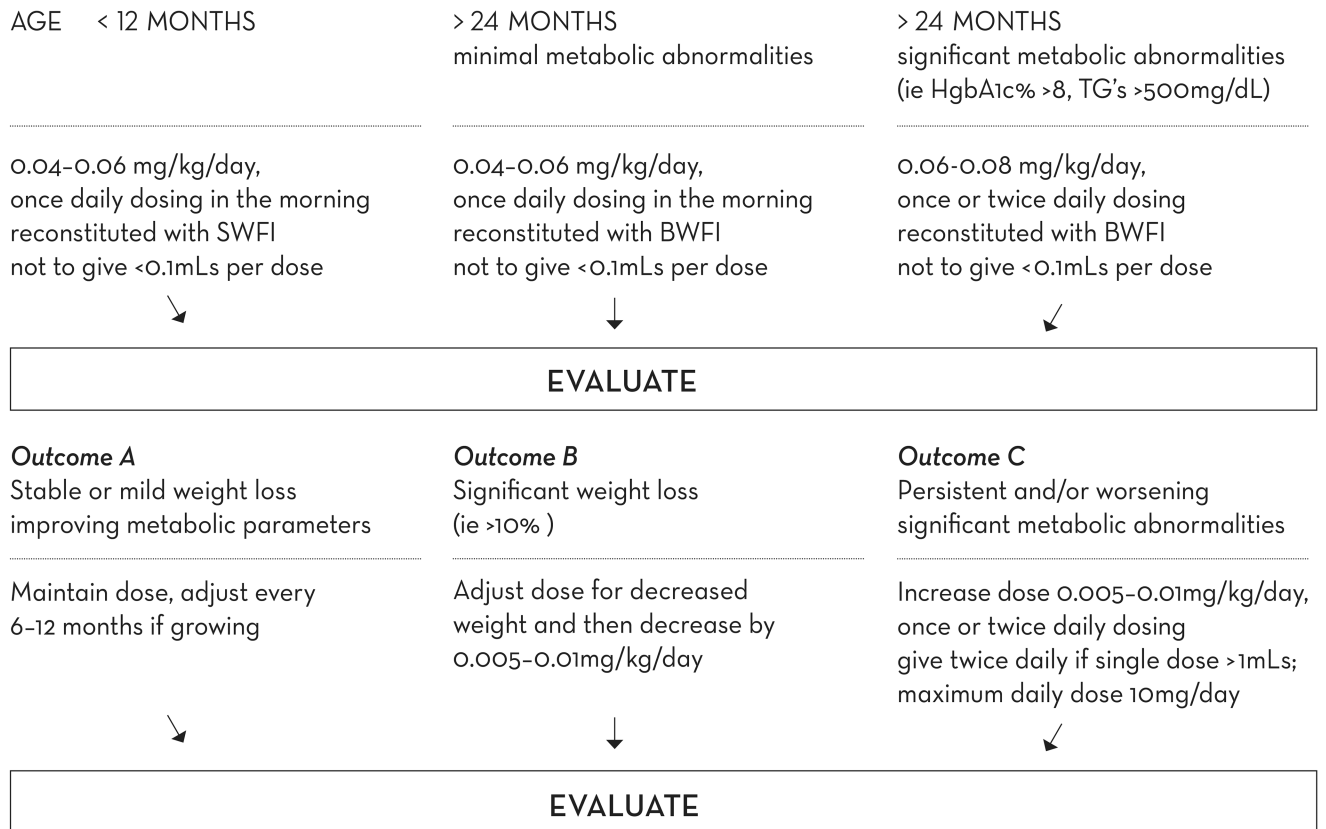 AGE < 12 MONTHS
> 24 MONTHS
minimal metabolic abnormalities
> 24 MONTHS
significant metabolic abnormalities
(ie HgbA1c% >8, TG's >500mg/dL)
0.04–0.06 mg/kg/day,
once daily dosing in the morning
reconstituted with SWFI
not to give <0.1mLs per dose
0.04–0.06 mg/kg/day,
once daily dosing in the morning
reconstituted with BWFI
not to give <0.1mLs per dose
0.06-0.08 mg/kg/day,
once or twice daily dosing
reconstituted with BWFI
not to give <0.1mLs per dose
EVALUATE
Outcome A
Stable or mild weight loss
improving metabolic parameters
Outcome B
Significant weight loss
(ie >10% )
Outcome C
Persistent and/or worsening
significant metabolic abnormalities
Maintain dose, adjust every
6–12 months if growing
Adjust dose for decreased
weight and then decrease by
0.005–0.01mg/kg/day
Increase dose 0.005–0.01mg/kg/day,
once or twice daily dosing
give twice daily if single dose >1mLs;
maximum daily dose 10mg/day
EVALUATE